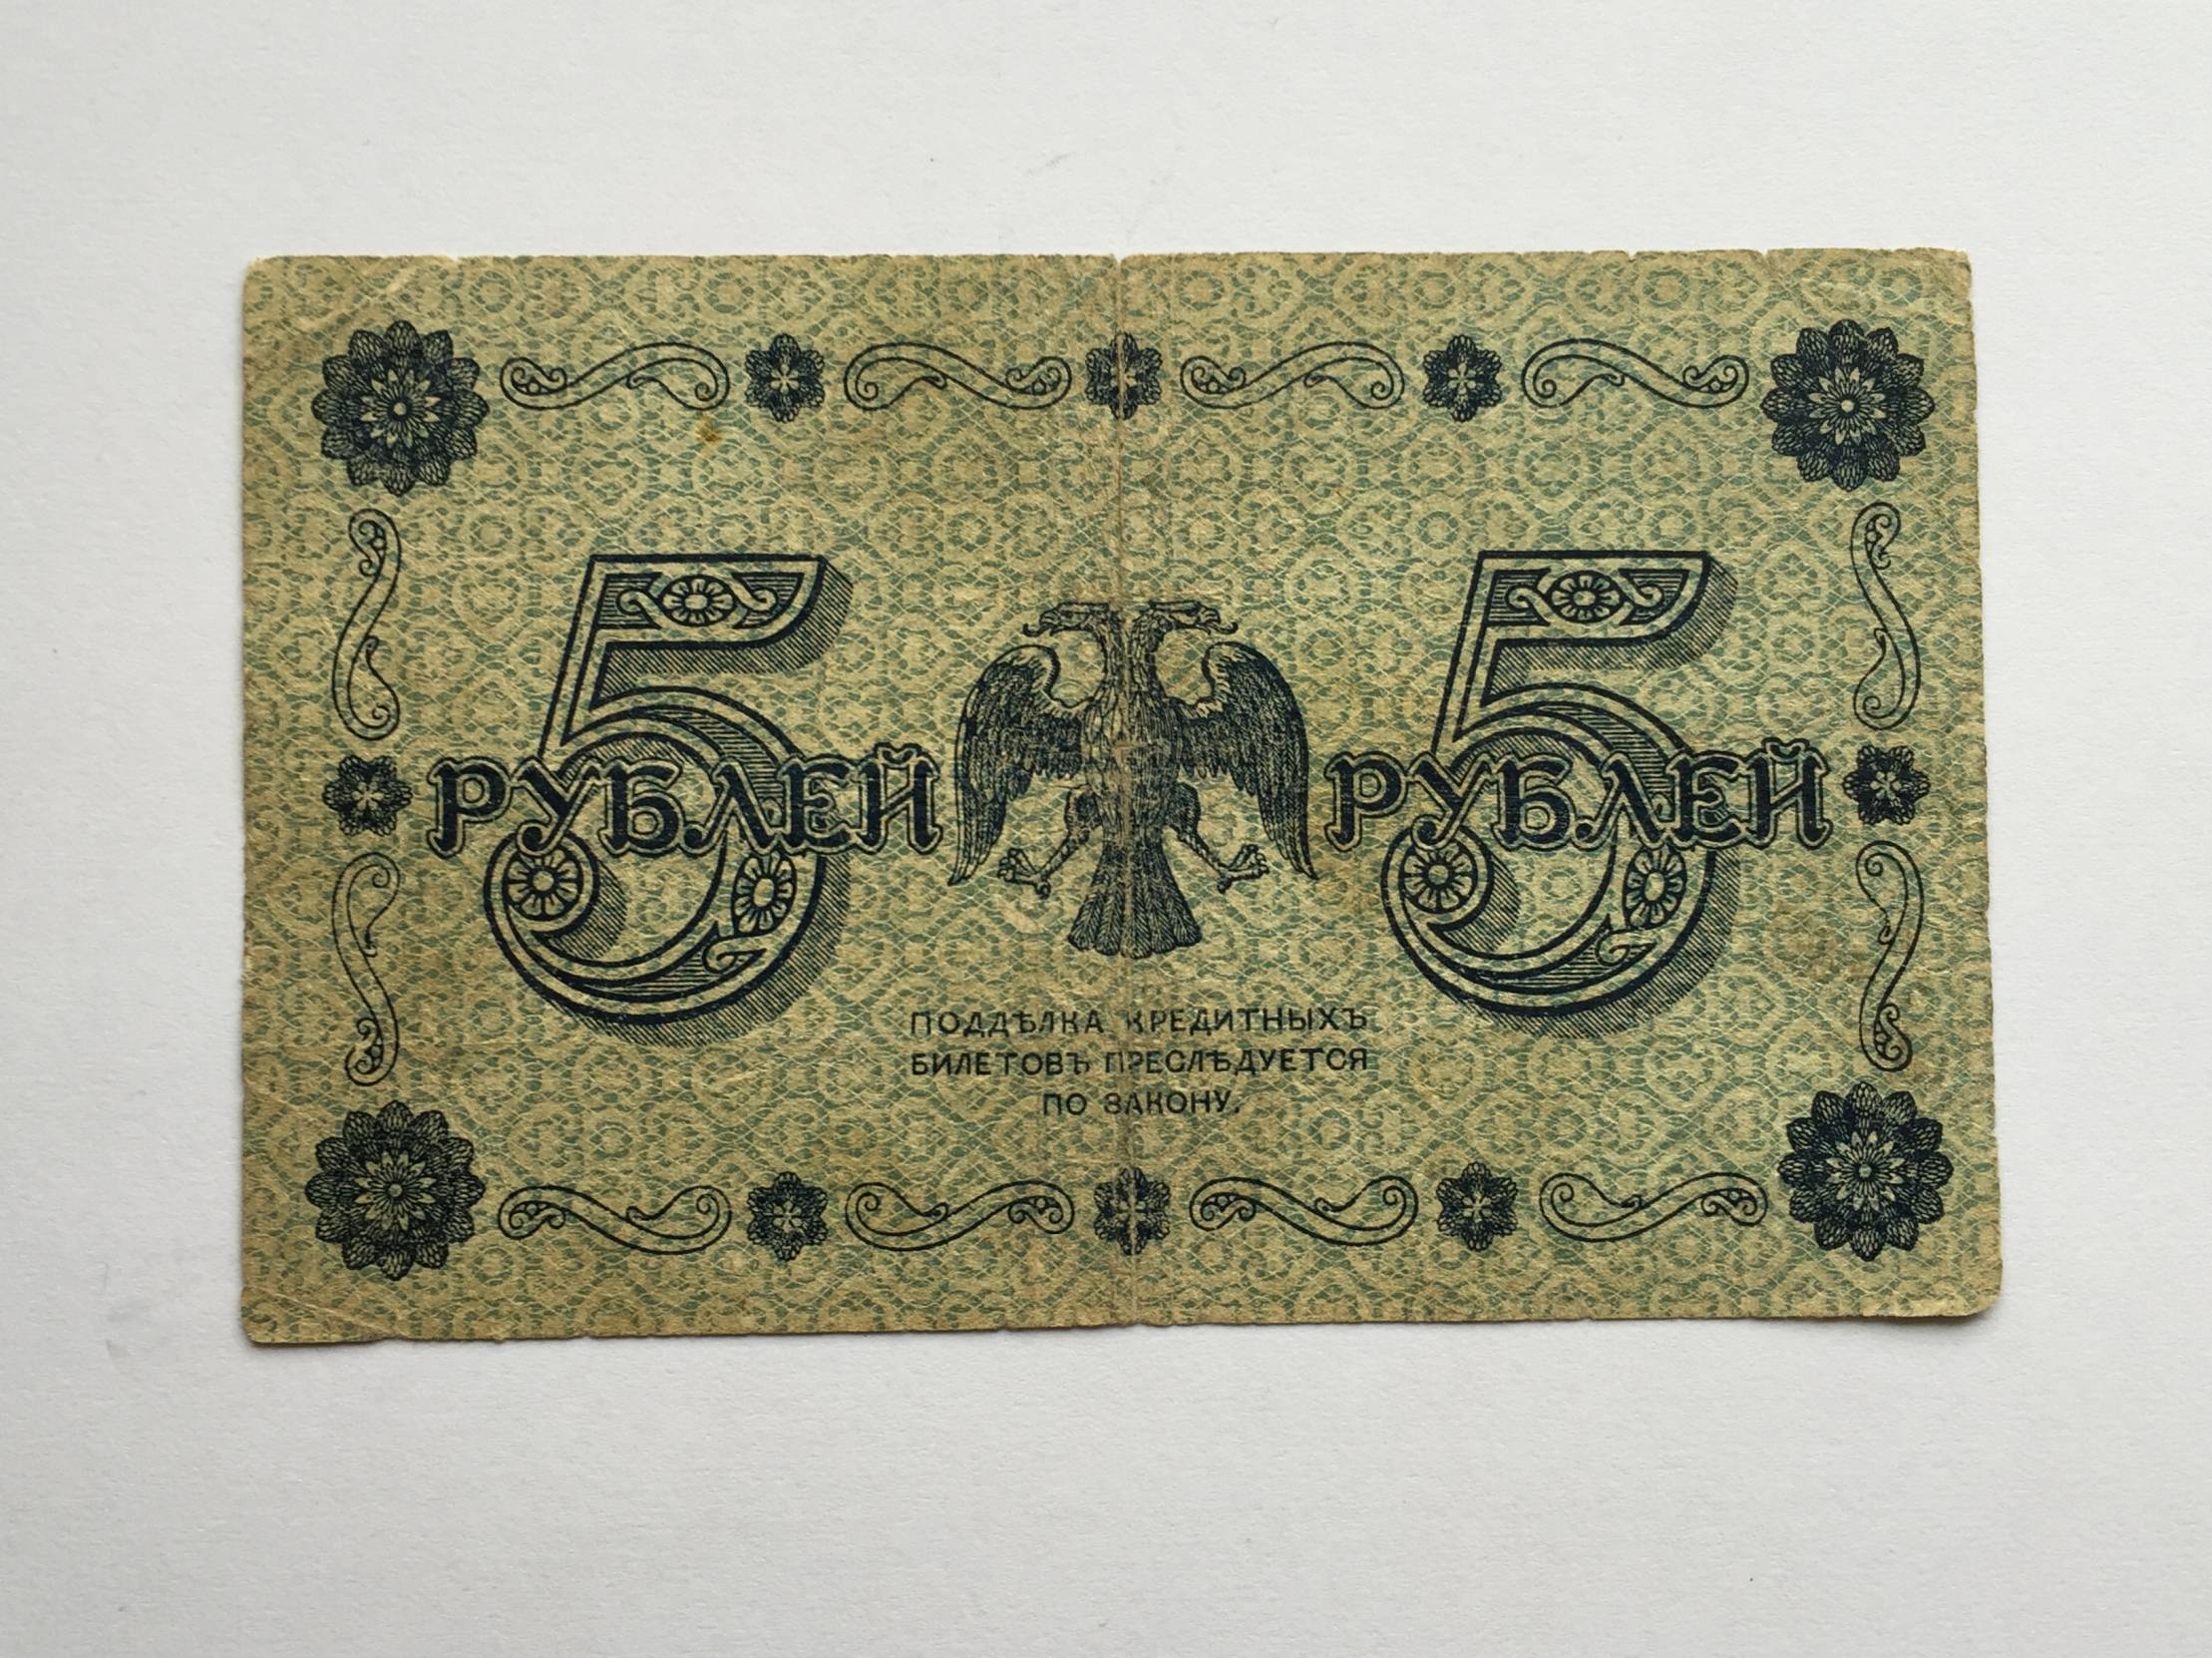 5 РУБЛЕЙ 5 РУБЛЕЙ
ПОДДѢЛКА КРЕДИТНЫХЪ
БИЛЕТОВЪ ПРЕСЛѢДУЕТСЯ
ПО ЗАКОНУ.